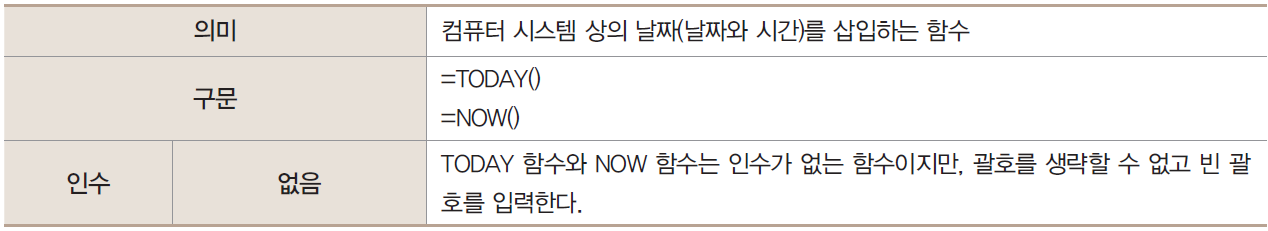 의미
컴퓨터 시스템 상의 날짜(날짜와 시간)를 삽입하는 함수
구문
=TODAY()
=NOW()
인수
없음
TODAY 함수와 NOW 함수는 인수가 없는 함수이지만, 괄호를 생략할 수 없고 빈 괄
호를 입력한다.